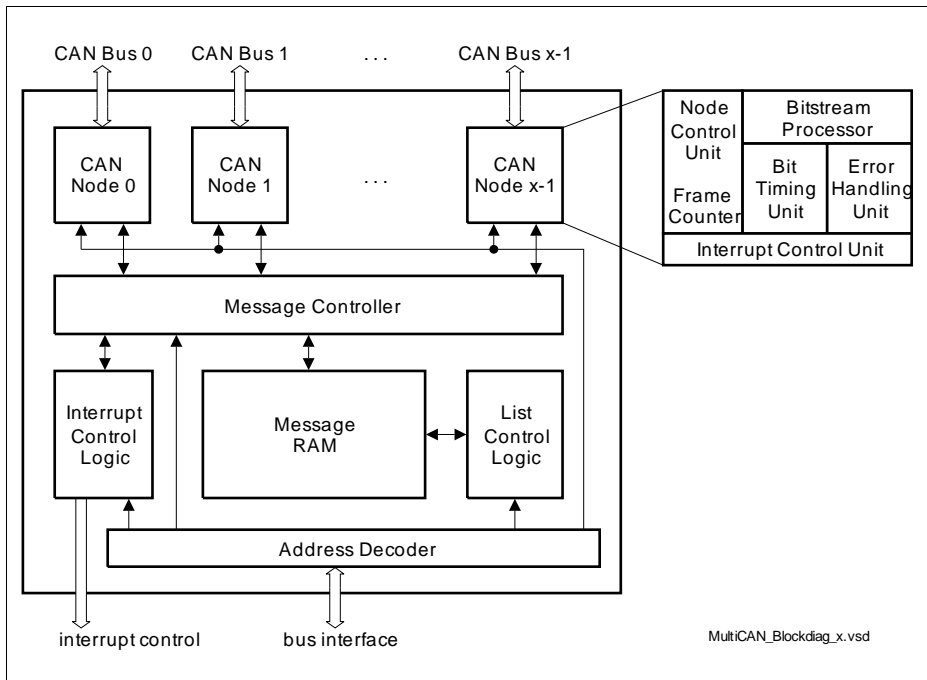 CAN Bus 0 CAN Bus 1 . . . CAN Bus x-1
CAN
Node 0
CAN
Node 1
. . .
CAN
Node x-1
Node
Control
Unit
Frame
Counter
Bitstream
Processor
Bit
Timing
Unit
Error
Handling
Unit
Interrupt Control Unit
Message Controller
Interrupt
Control
Logic
Message
RAM
List
Control
Logic
Address Decoder
interrupt control
bus interface
MultiCAN_Blockdiag_x.vsd